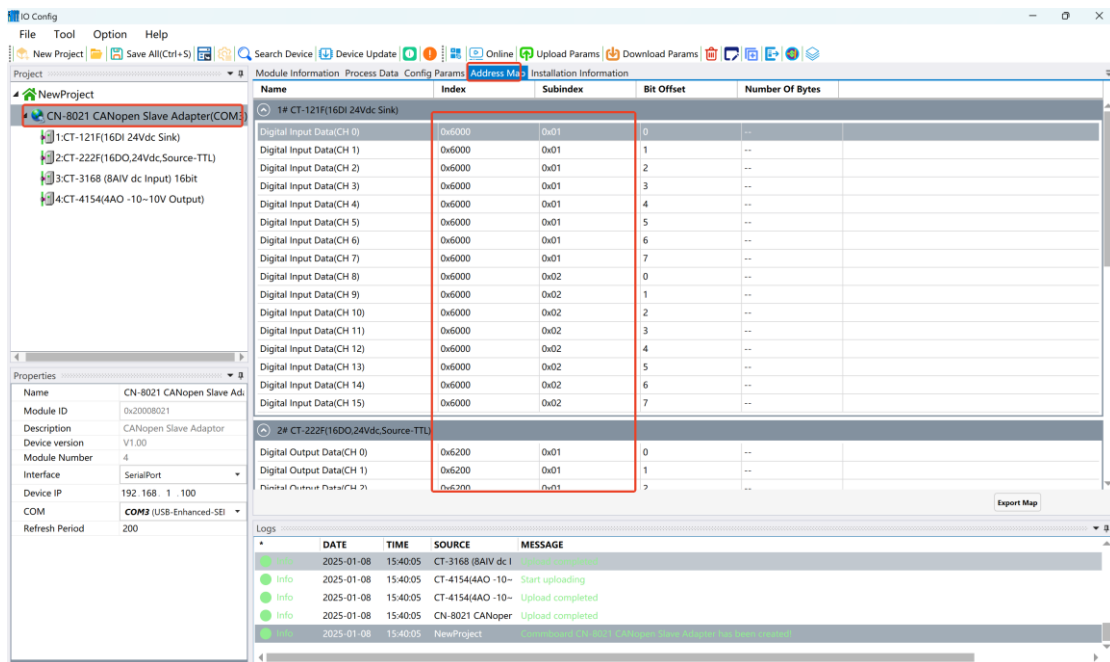 IO Config
File Tool Option Help
New Project Save All(Ctrl+S) Search Device Device Update Online Upload Params Download Params
Project
NewProject
CN-8021 CANopen Slave Adapter(COM3)
1:CT-121F(16DI 24Vdc Sink)
2:CT-222F(16DO,24Vdc,Source-TTL)
3:CT-3168 (8AIV dc Input) 16bit
4:CT-4154(4AO -10~10V Output)
Properties
Name CN-8021 CANopen Slave Ada
Module ID 0x20008021
Description CANopen Slave Adaptor
Device version V1.00
Module Number 4
Interface SerialPort
Device IP 192.168. 1 .100
COM COM3 (USB-Enhanced-SEI
Refresh Period 200
Module Information Process Data Config Params Address Map Installation Information
Name Index Subindex Bit Offset Number Of Bytes
1# CT-121F(16DI 24Vdc Sink)
Digital Input Data(CH 0) 0x6000 0x01 0 --
Digital Input Data(CH 1) 0x6000 0x01 1 --
Digital Input Data(CH 2) 0x6000 0x01 2 --
Digital Input Data(CH 3) 0x6000 0x01 3 --
Digital Input Data(CH 4) 0x6000 0x01 4 --
Digital Input Data(CH 5) 0x6000 0x01 5 --
Digital Input Data(CH 6) 0x6000 0x01 6 --
Digital Input Data(CH 7) 0x6000 0x01 7 --
Digital Input Data(CH 8) 0x6000 0x02 0 --
Digital Input Data(CH 9) 0x6000 0x02 1 --
Digital Input Data(CH 10) 0x6000 0x02 2 --
Digital Input Data(CH 11) 0x6000 0x02 3 --
Digital Input Data(CH 12) 0x6000 0x02 4 --
Digital Input Data(CH 13) 0x6000 0x02 5 --
Digital Input Data(CH 14) 0x6000 0x02 6 --
Digital Input Data(CH 15) 0x6000 0x02 7 --
2# CT-222F(16DO,24Vdc,Source-TTL)
Digital Output Data(CH 0) 0x6200 0x01 0 --
Digital Output Data(CH 1) 0x6200 0x01 1 --
Digital Output Data(CH 2) 0x6200 0x01 2 --
Export Map
Logs
* DATE TIME SOURCE MESSAGE
Info 2025-01-08 15:40:05 CT-3168 (8AIV dc I
Info 2025-01-08 15:40:05 CT-4154(4AO -10~ Start uploading
Info 2025-01-08 15:40:05 CT-4154(4AO -10~ Upload completed
Info 2025-01-08 15:40:05 CN-8021 CANoper Upload completed
Info 2025-01-08 15:40:05 NewProject Commboard CN-8021 CANopen Slave Adapter has been created!